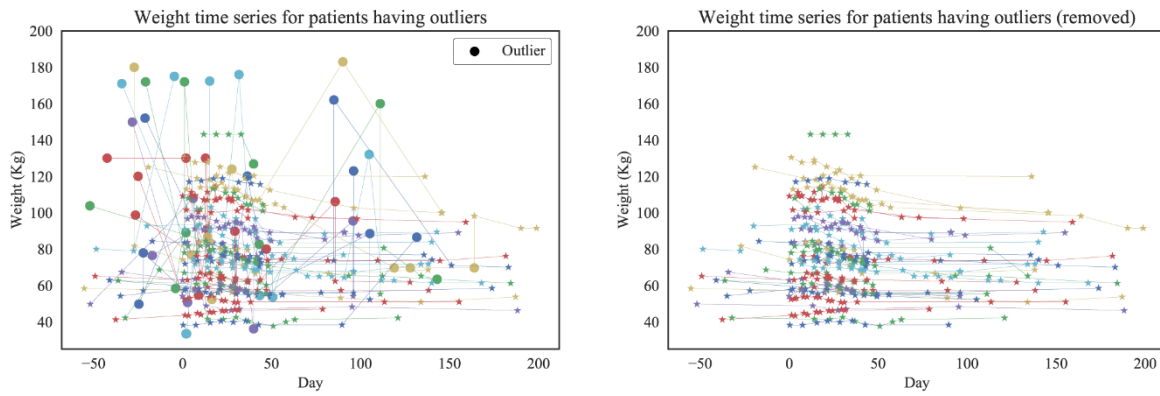 Weight time series for patients having outliers
200
180
160
140
120
100
80
60
40
Weight (Kg)
Outlier
−50 0 50 100 150 200
Day
Weight time series for patients having outliers (removed)
200
180
160
140
120
100
80
60
40
Weight (Kg)
−50 0 50 100 150 200
Day